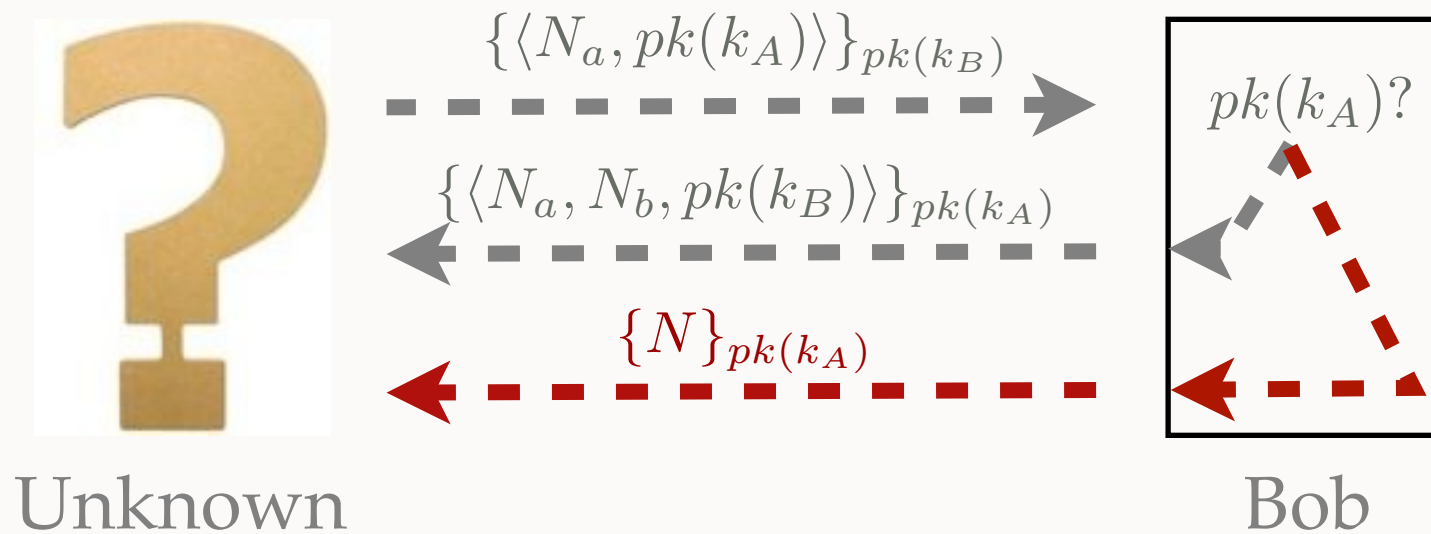 {⟨N_a, pk(k_A)⟩}_{pk(k_B)}
pk(k_A)?
{⟨N_a, N_b, pk(k_B)⟩}_{pk(k_A)}
{N}_{pk(k_A)}
Unknown
Bob